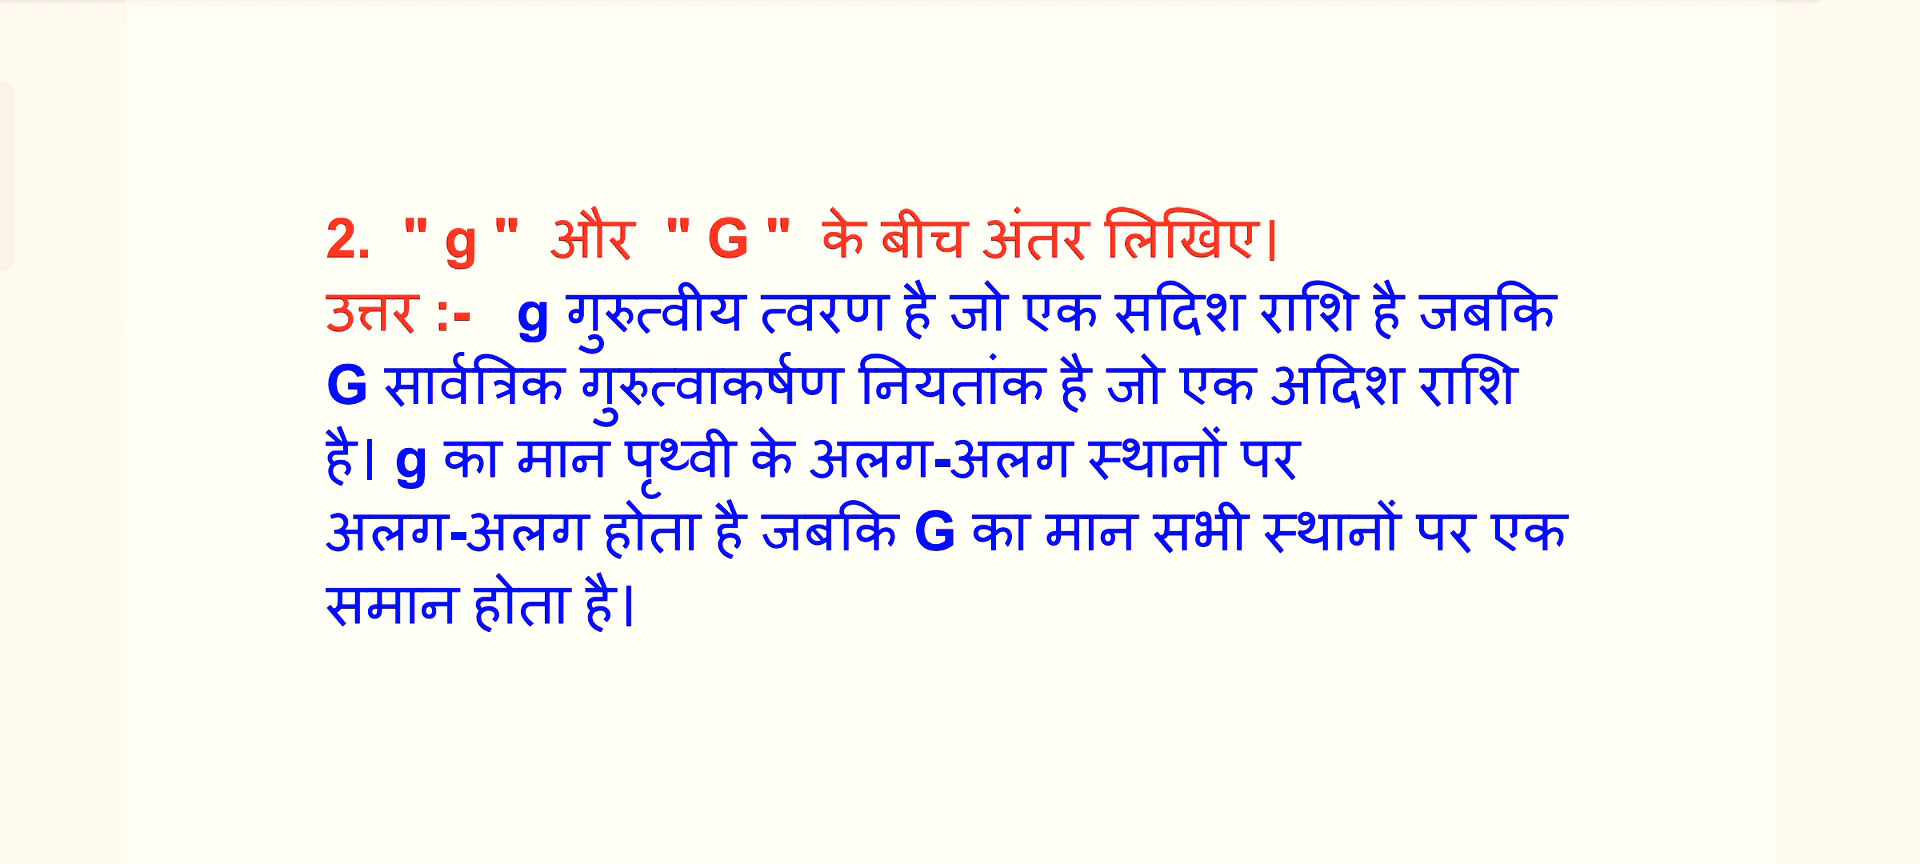 2. " g " और " G " के बीच अंतर लिखिए।
उत्तर :- g गुरुत्वीय त्वरण है जो एक सदिश राशि है जबकि
G सार्वत्रिक गुरुत्वाकर्षण नियतांक है जो एक अदिश राशि
है। g का मान पृथ्वी के अलग-अलग स्थानों पर
अलग-अलग होता है जबकि G का मान सभी स्थानों पर एक
समान होता है।